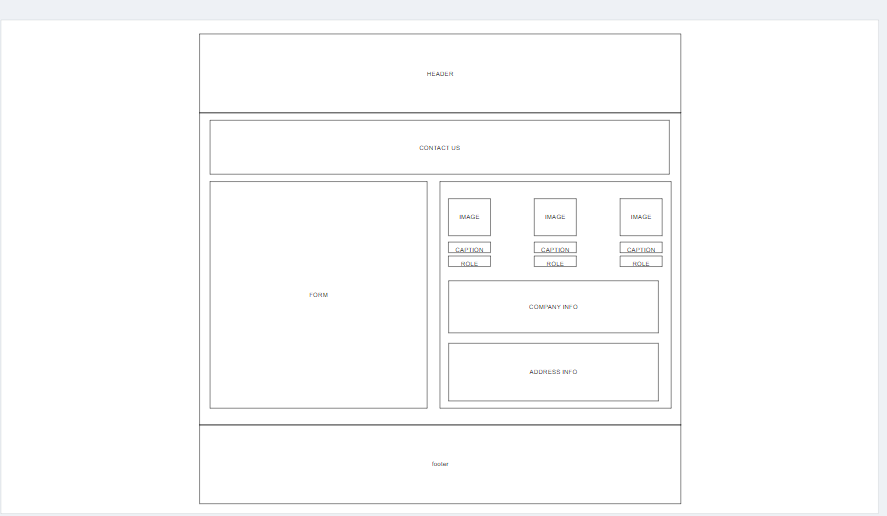 HEADER
CONTACT US
FORM
IMAGE IMAGE IMAGE
CAPTION CAPTION CAPTION
ROLE ROLE ROLE
COMPANY INFO
ADDRESS INFO
footer